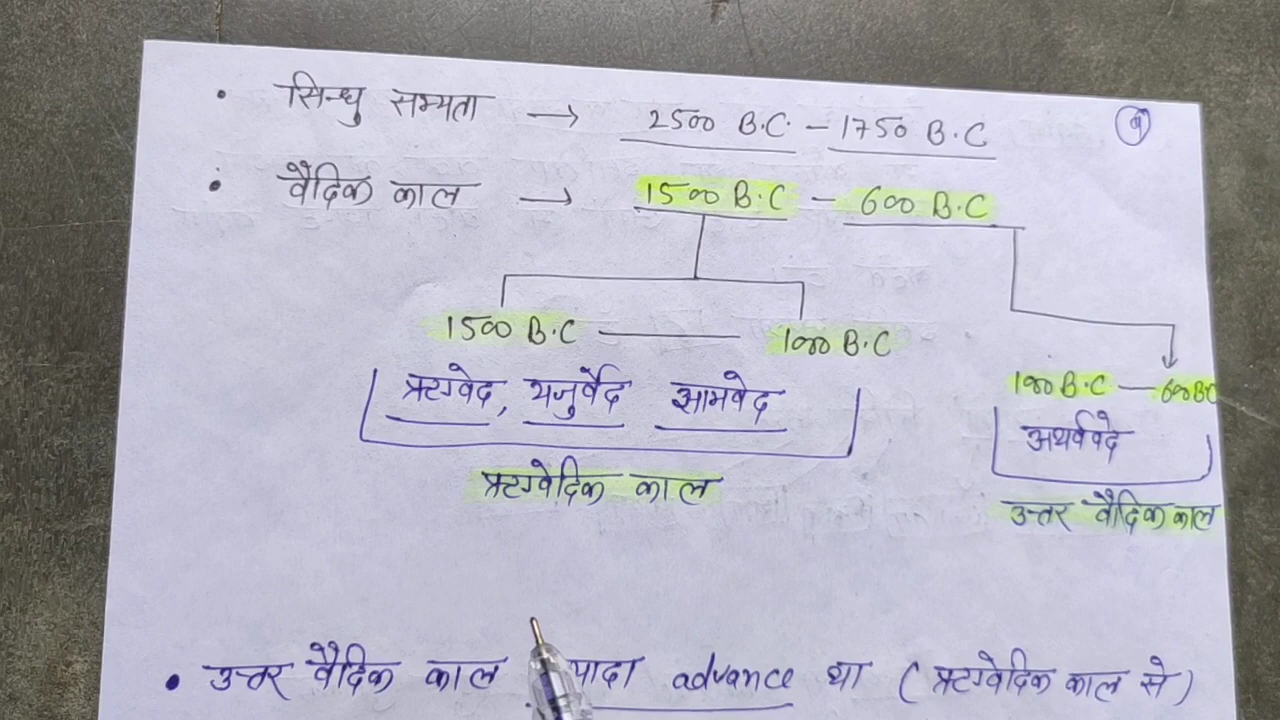 • सिन्धु सभ्यता → 2500 B.C. – 1750 B.C
• वैदिक काल → 1500 B.C – 600 B.C
1500 B.C — 1000 B.C
1000 B.C — 600 BC
ऋग्वेद, यजुर्वेद सामवेद
अथर्ववेद
ऋग्वेदिक काल
उत्तर वैदिक काल
• उत्तर वैदिक काल ज्यादा advance था (ऋग्वेदिक काल से)